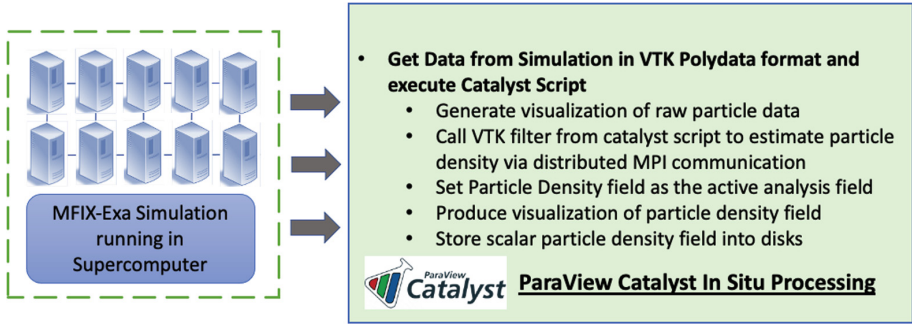 MFIX-Exa Simulation
running in
Supercomputer
• Get Data from Simulation in VTK Polydata format and
execute Catalyst Script
• Generate visualization of raw particle data
• Call VTK filter from catalyst script to estimate particle
density via distributed MPI communication
• Set Particle Density field as the active analysis field
• Produce visualization of particle density field
• Store scalar particle density field into disks
ParaView
Catalyst
ParaView Catalyst In Situ Processing